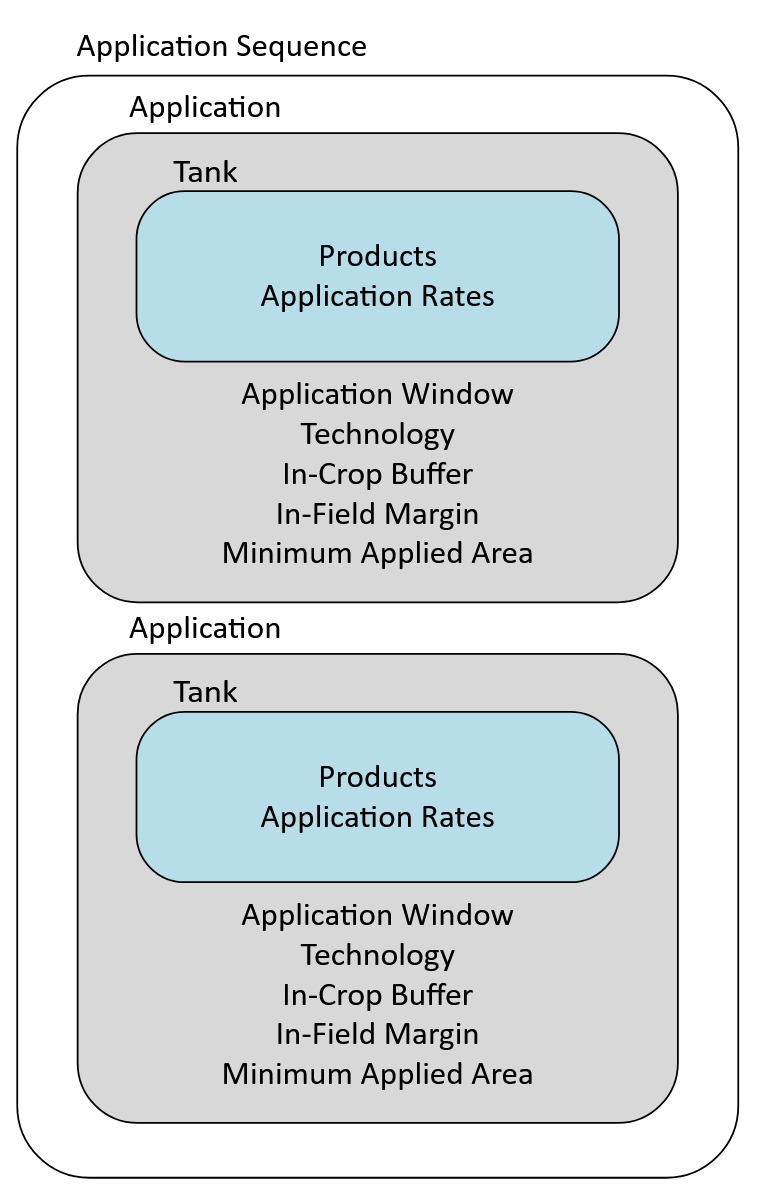 Application Sequence
Application
Tank
Products
Application Rates
Application Window
Technology
In-Crop Buffer
In-Field Margin
Minimum Applied Area
Application
Tank
Products
Application Rates
Application Window
Technology
In-Crop Buffer
In-Field Margin
Minimum Applied Area